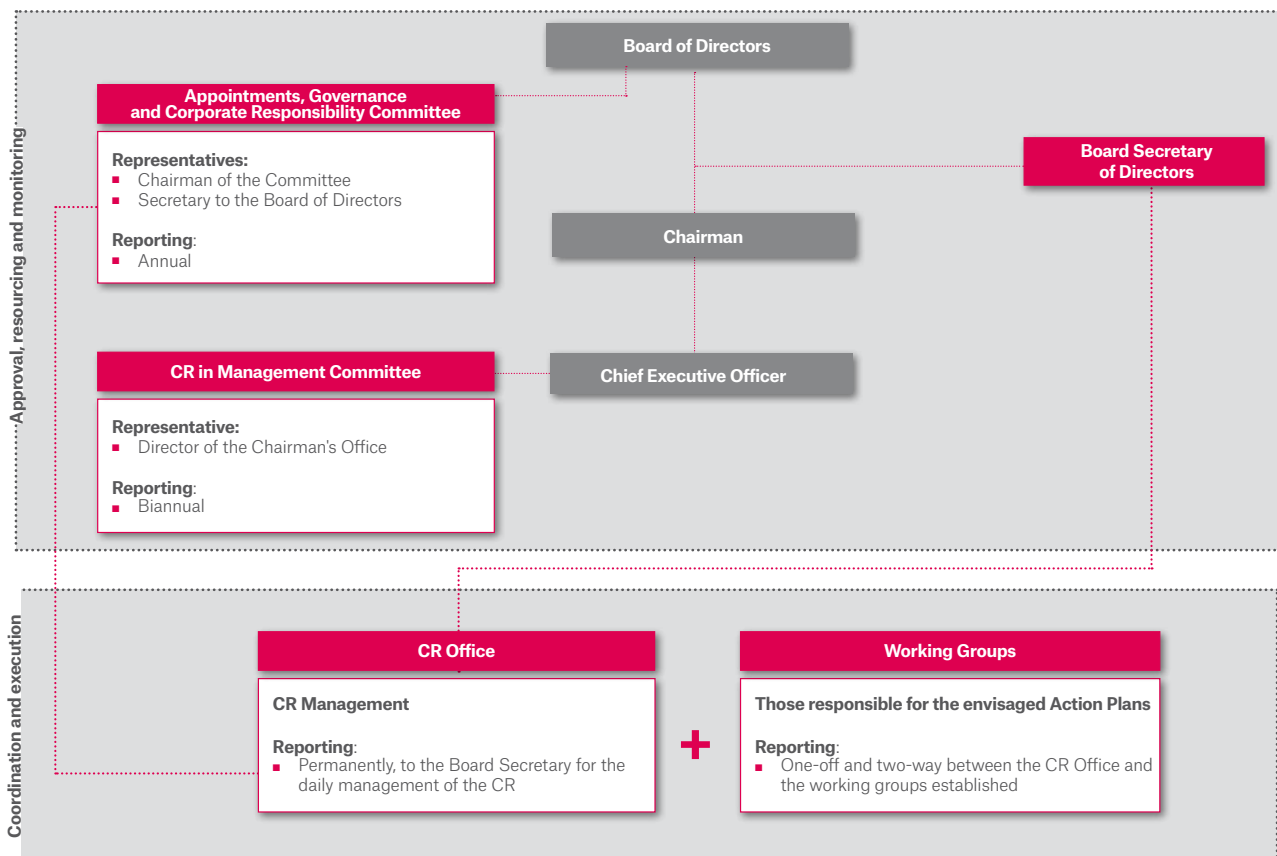 Board of Directors
Appointments, Governance
and Corporate Responsibility Committee
Representatives:
▪ Chairman of the Committee
▪ Secretary to the Board of Directors
Reporting:
▪ Annual
Board Secretary
of Directors
Chairman
CR in Management Committee
Chief Executive Officer
Representative:
▪ Director of the Chairman's Office
Reporting:
▪ Biannual
Approval, resourcing and monitoring
CR Office
CR Management
Reporting:
▪ Permanently, to the Board Secretary for the
daily management of the CR
+
Working Groups
Those responsible for the envisaged Action Plans
Reporting:
▪ One-off and two-way between the CR Office and
the working groups established
Coordination and execution